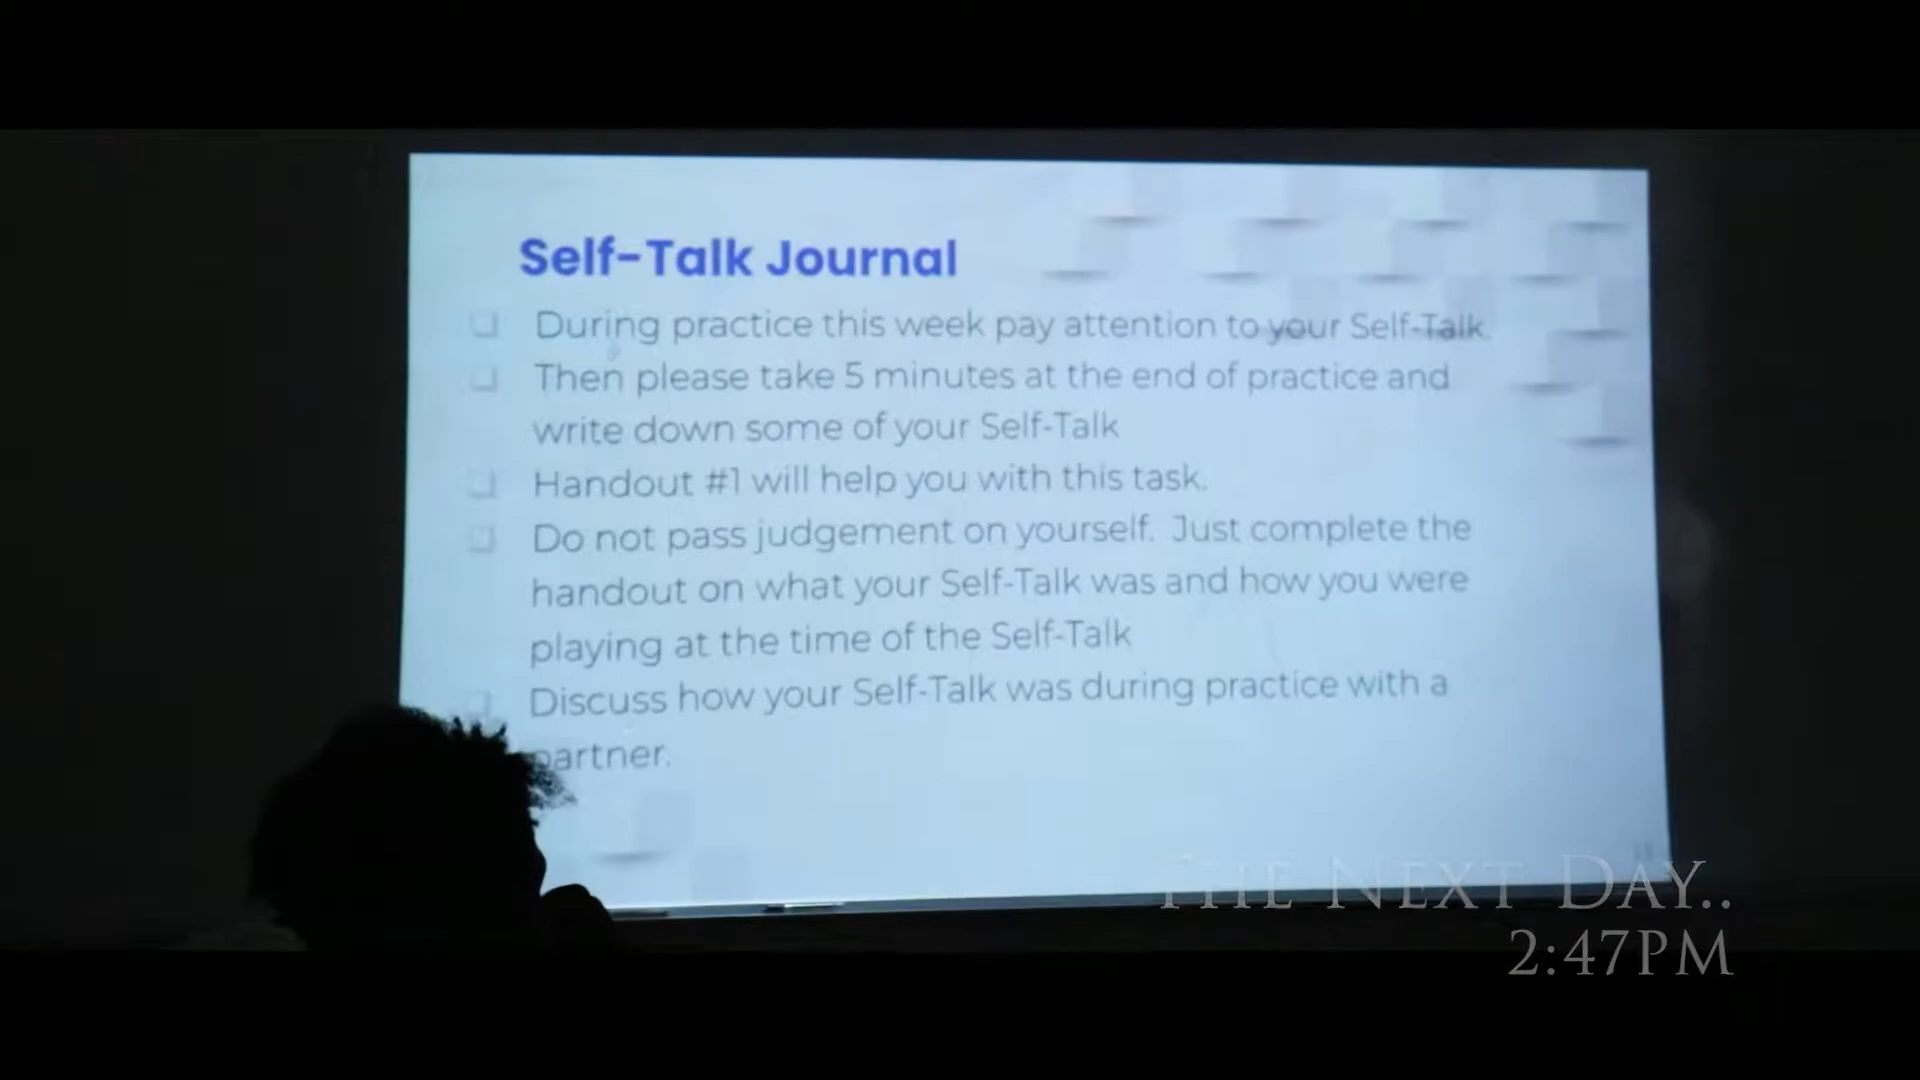 Self-Talk Journal
During practice this week pay attention to your Self-Talk.
Then please take 5 minutes at the end of practice and
write down some of your Self-Talk
Handout #1 will help you with this task.
Do not pass judgement on yourself. Just complete the
handout on what your Self-Talk was and how you were
playing at the time of the Self-Talk
Discuss how your Self-Talk was during practice with a
partner.
THE NEXT DAY..
2:47PM